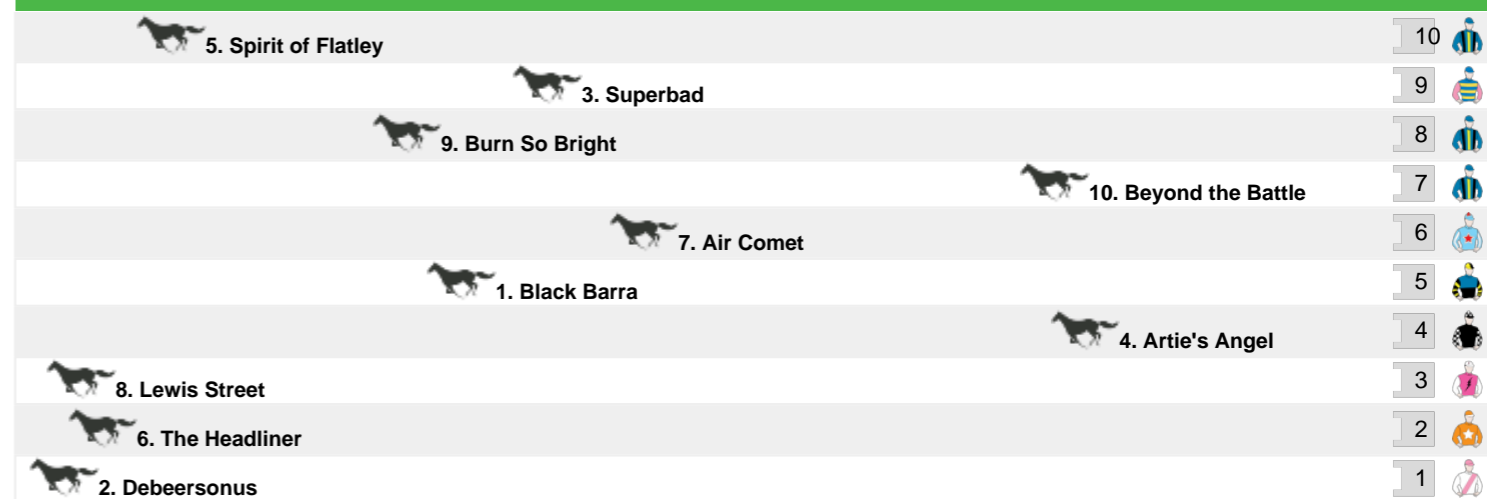 5. Spirit of Flatley 10
3. Superbad 9
9. Burn So Bright 8
10. Beyond the Battle 7
7. Air Comet 6
1. Black Barra 5
4. Artie's Angel 4
8. Lewis Street 3
6. The Headliner 2
2. Debeersonus 1